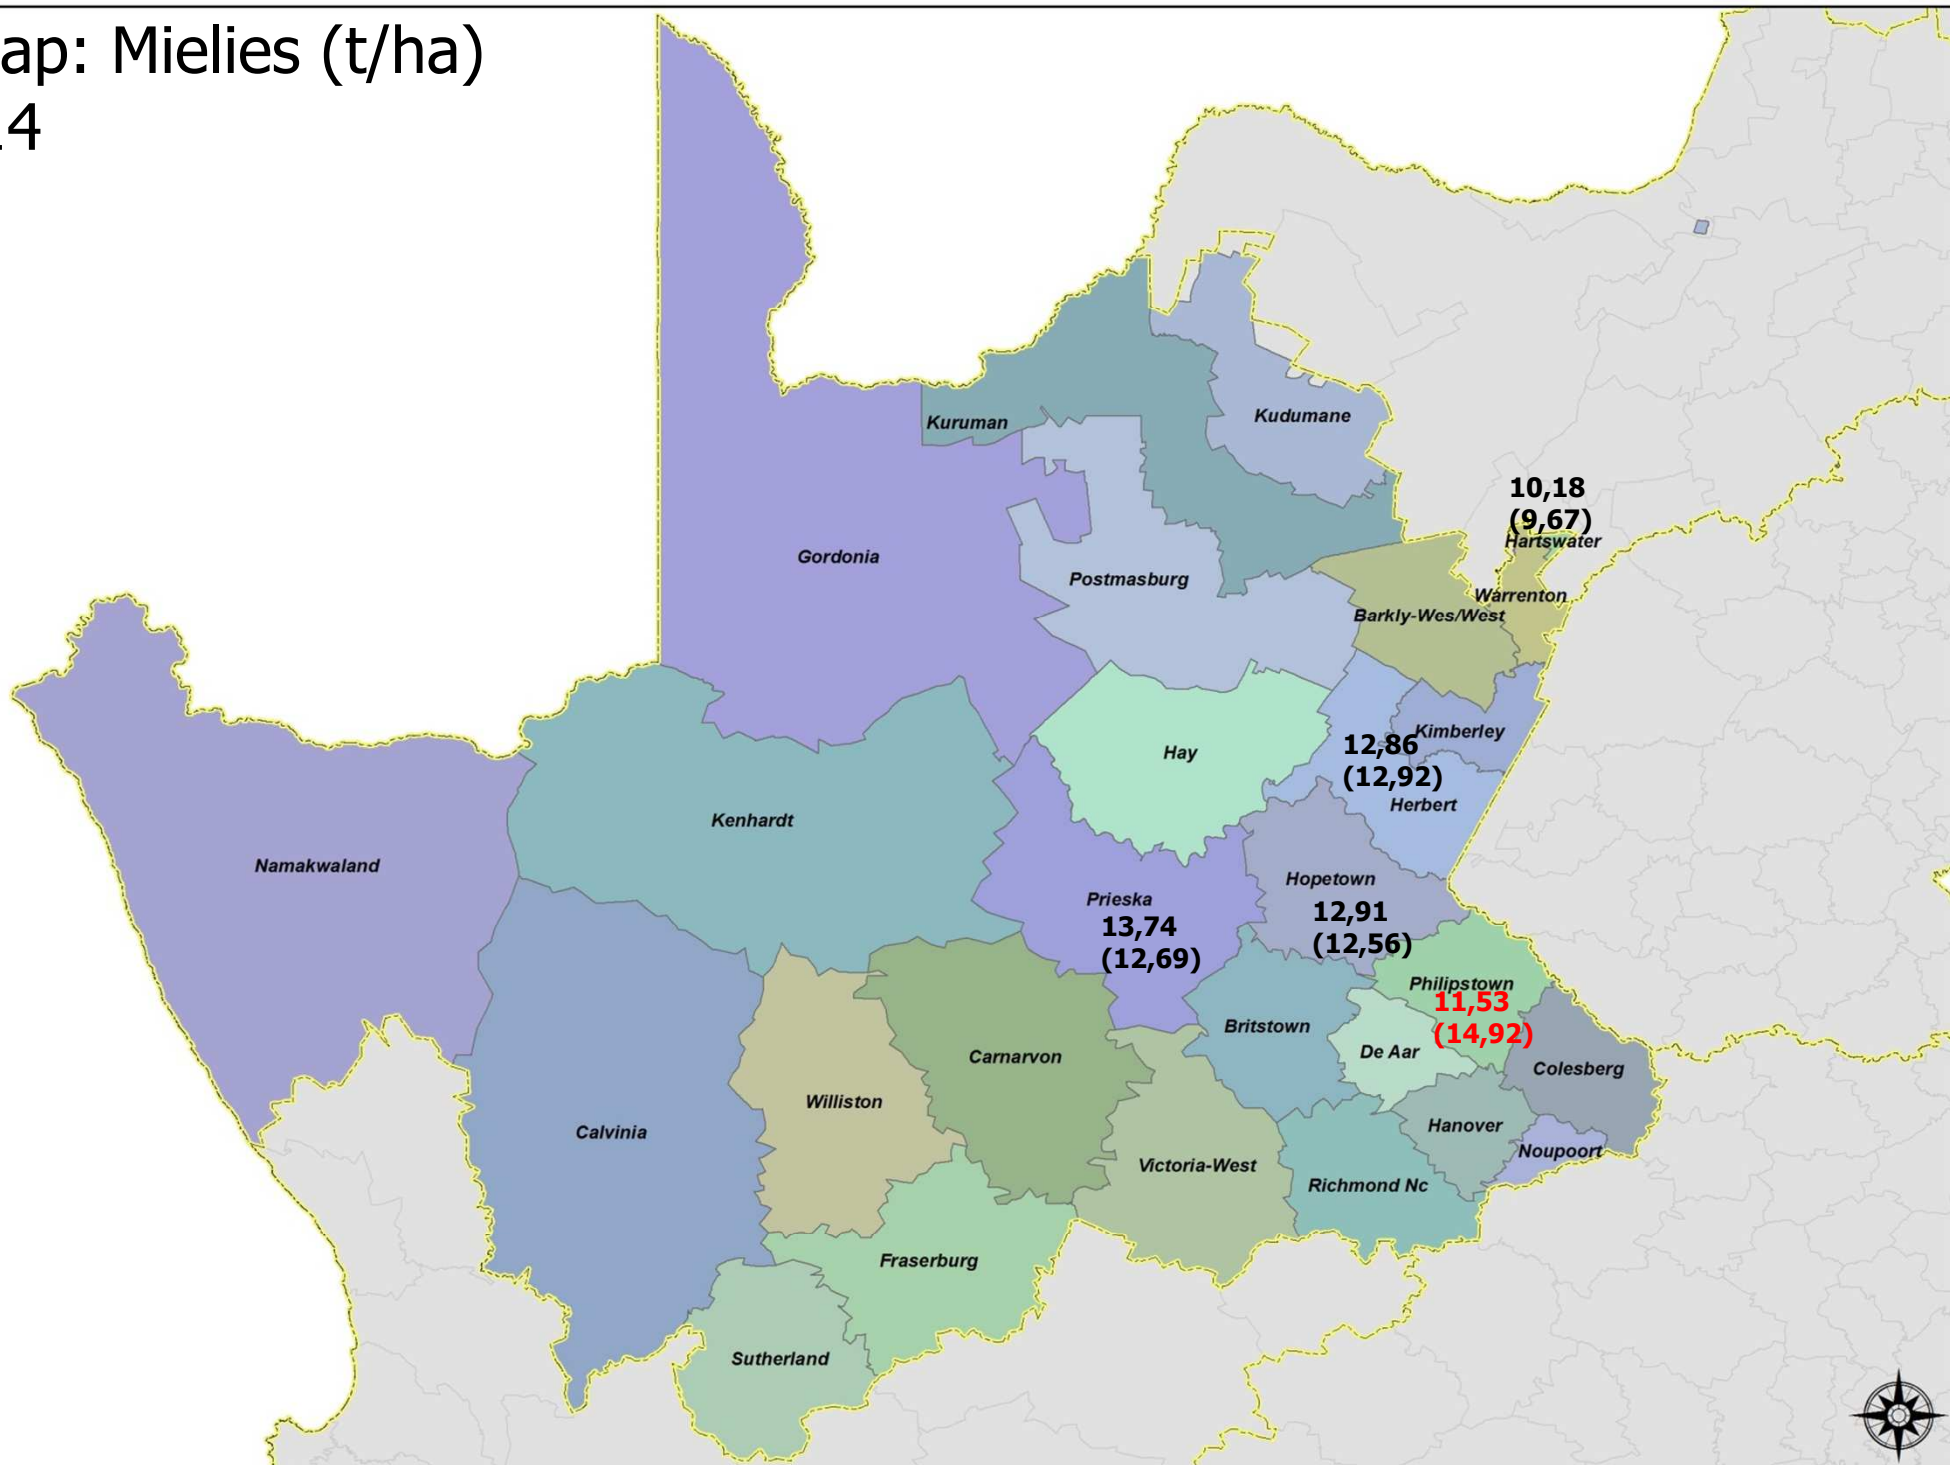 ap: Mielies (t/ha)
14
Kuruman
Kudumane
10,18
(9,67)
Hartswater
Gordonia
Postmasburg
Warrenton
Barkly-Wes/West
Kimberley
12,86
(12,92)
Hay
Herbert
Kenhardt
Namakwaland
Hopetown
12,91
(12,56)
Prieska
13,74
(12,69)
Philipstown
11,53
(14,92)
Britstown
De Aar
Carnarvon
Colesberg
Williston
Hanover
Calvinia
Noupoort
Victoria-West
Richmond Nc
Fraserburg
Sutherland